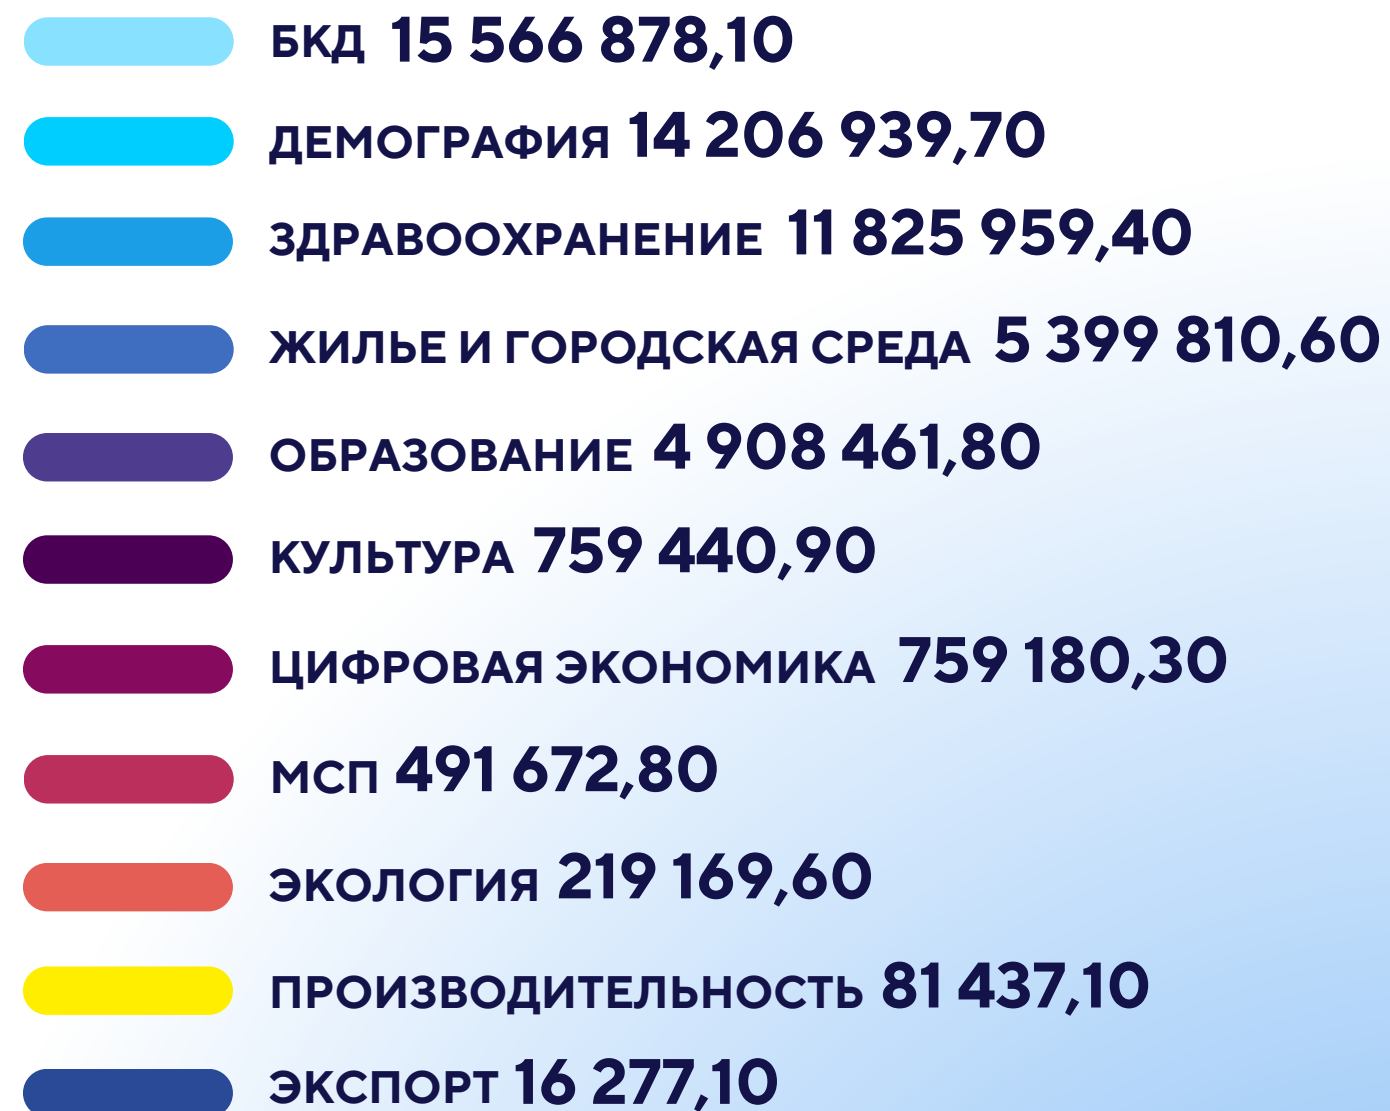 БКД 15 566 878,10
ДЕМОГРАФИЯ 14 206 939,70
ЗДРАВООХРАНЕНИЕ 11 825 959,40
ЖИЛЬЕ И ГОРОДСКАЯ СРЕДА 5 399 810,60
ОБРАЗОВАНИЕ 4 908 461,80
КУЛЬТУРА 759 440,90
ЦИФРОВАЯ ЭКОНОМИКА 759 180,30
МСП 491 672,80
ЭКОЛОГИЯ 219 169,60
ПРОИЗВОДИТЕЛЬНОСТЬ 81 437,10
ЭКСПОРТ 16 277,10